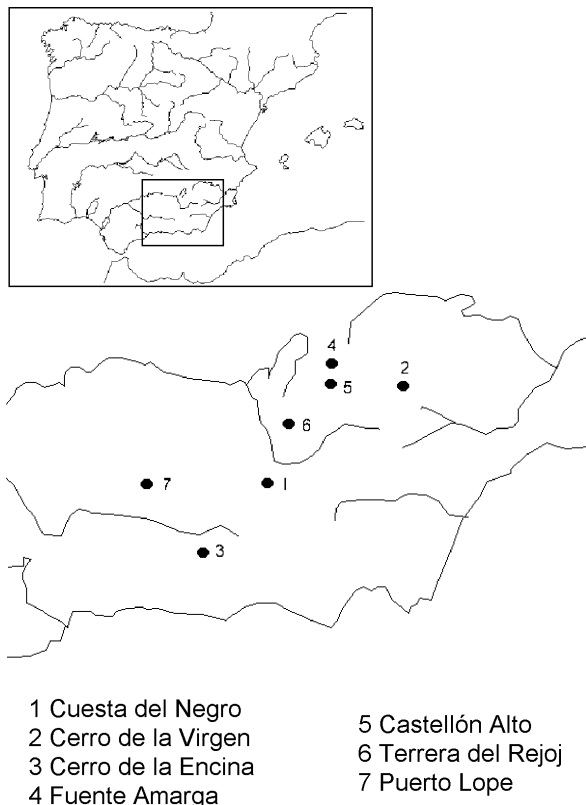 4
2
5
6
7
1
3
1 Cuesta del Negro
2 Cerro de la Virgen
3 Cerro de la Encina
4 Fuente Amarga
5 Castellón Alto
6 Terrera del Rejoj
7 Puerto Lope